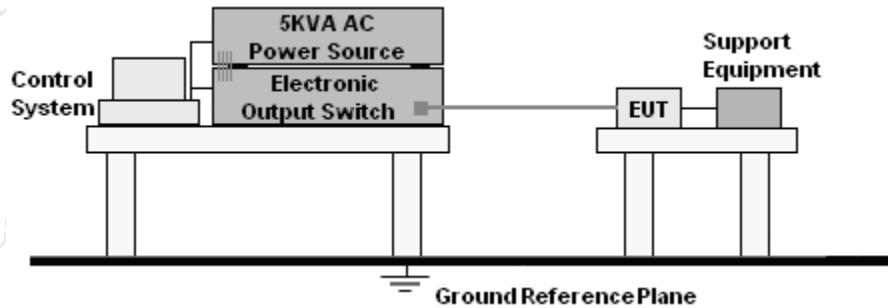 5KVA AC
Power Source
Control
System
Electronic
Output Switch
Support
Equipment
EUT
Ground Reference Plane